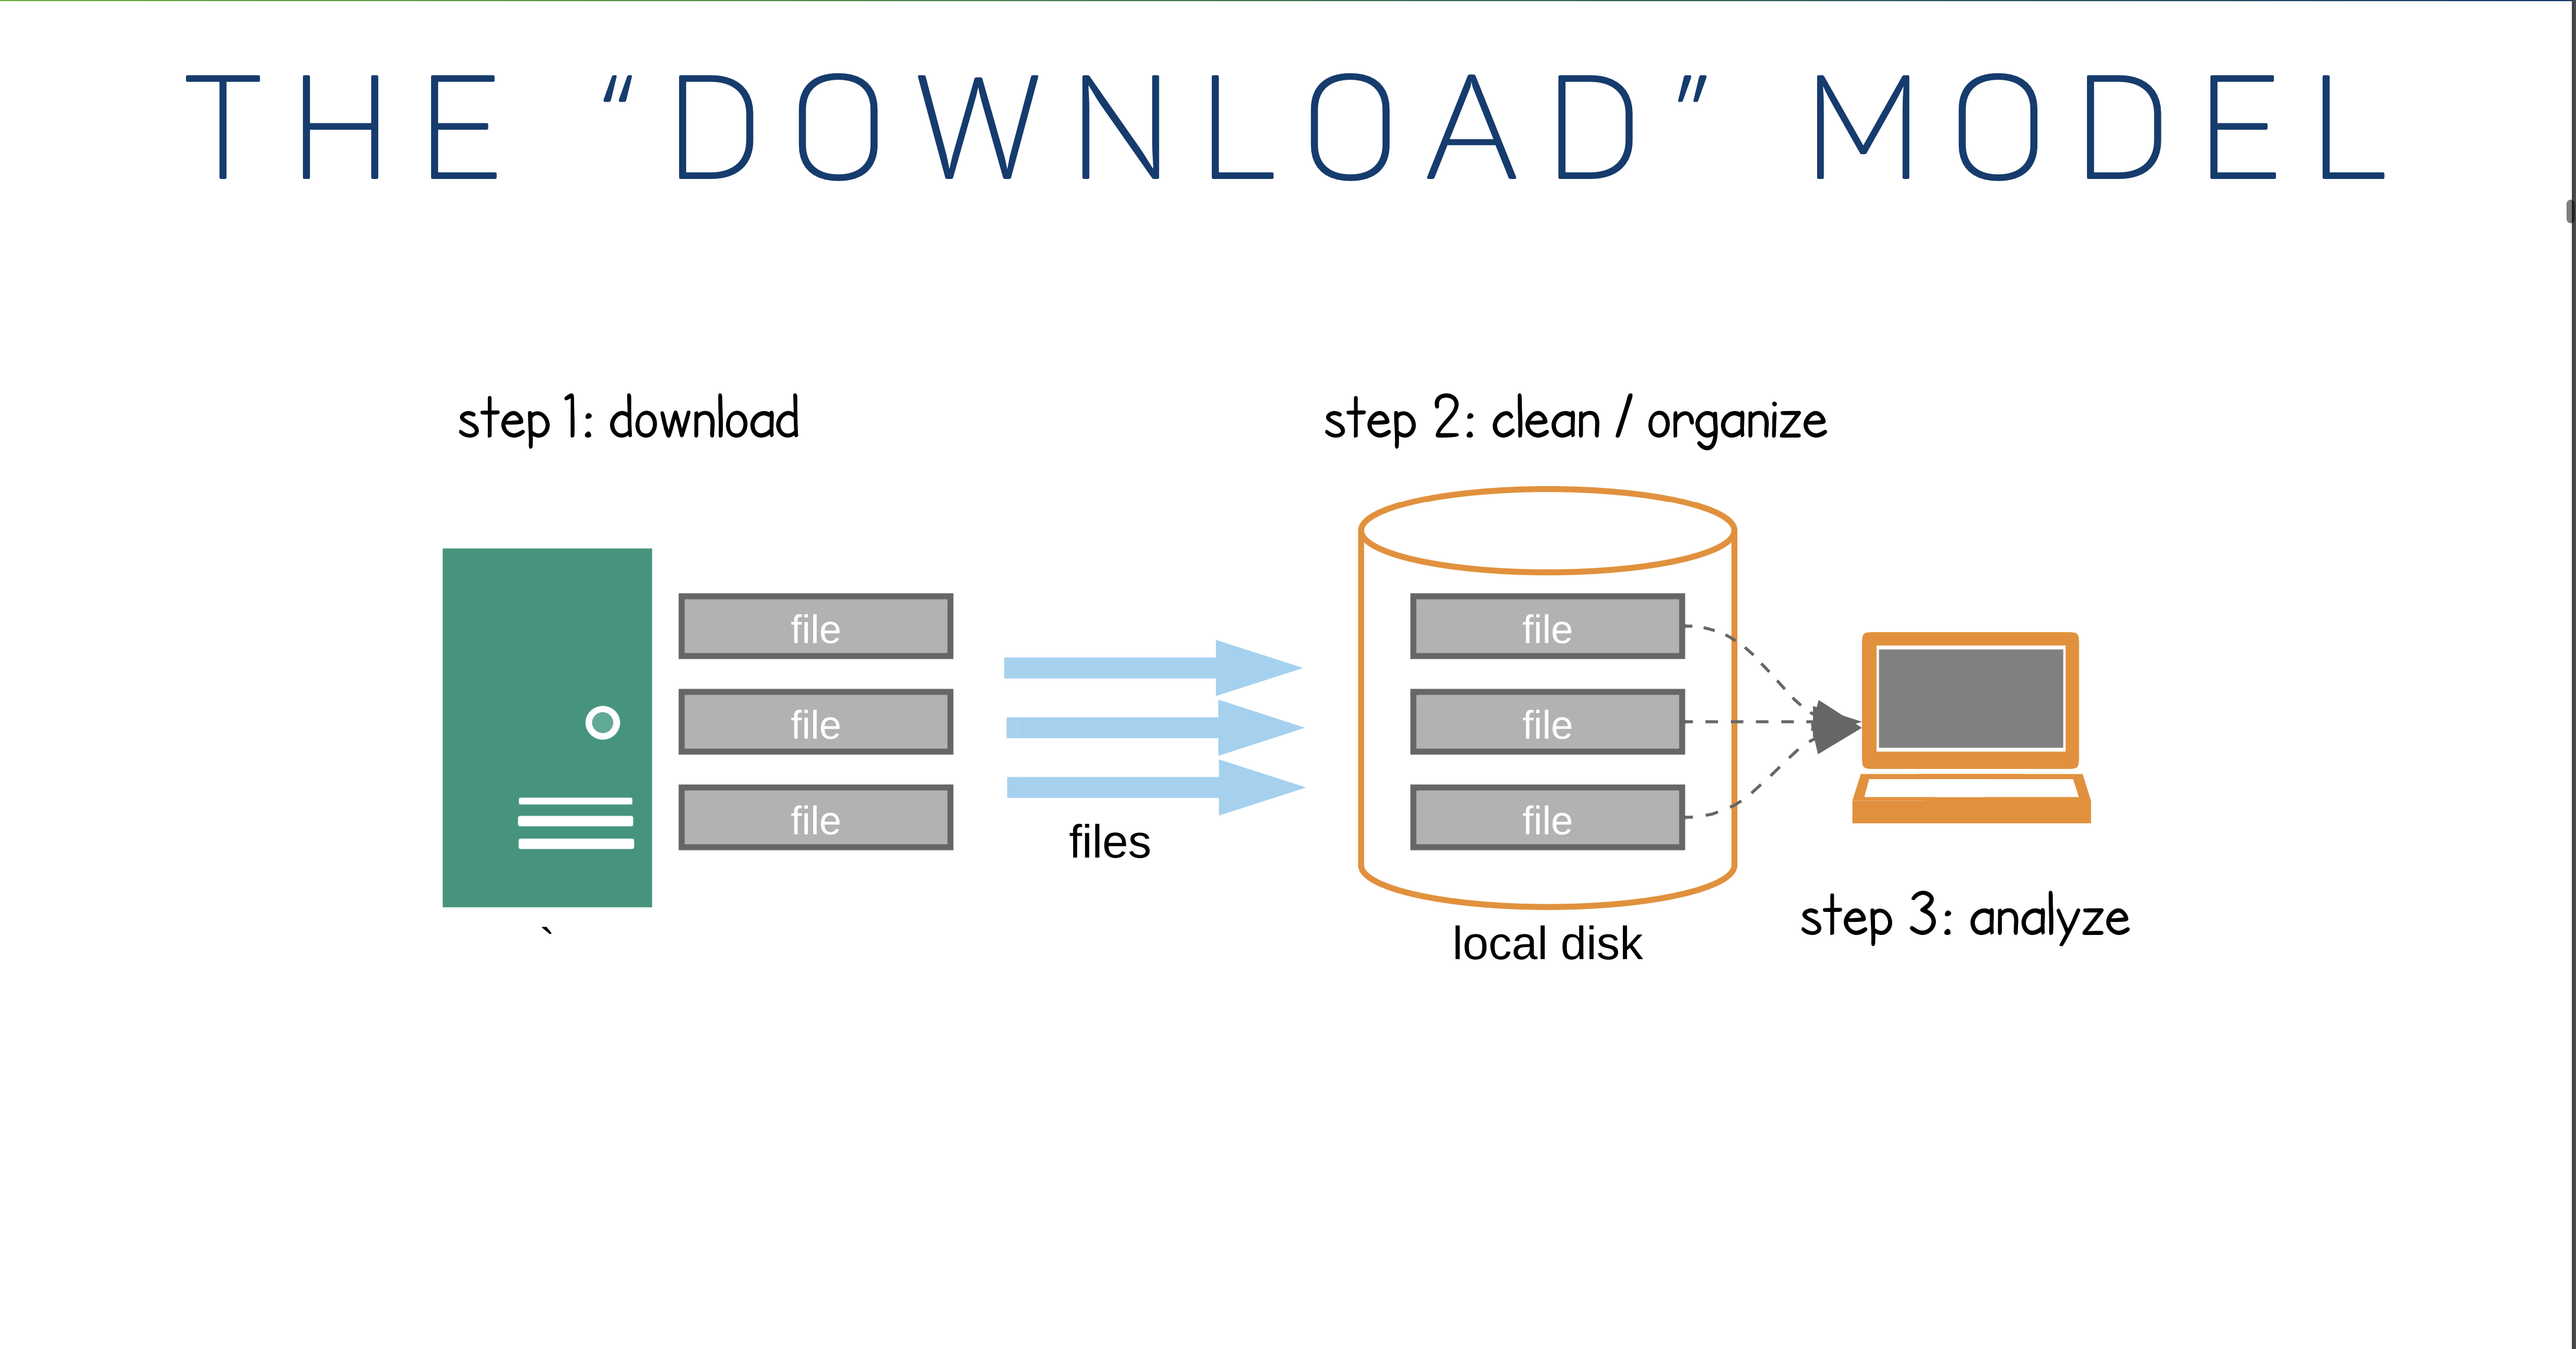 THE “DOWNLOAD” MODEL
step 1: download
step 2: clean / organize
file
file
file
files
file
file
file
`
local disk
step 3: analyze